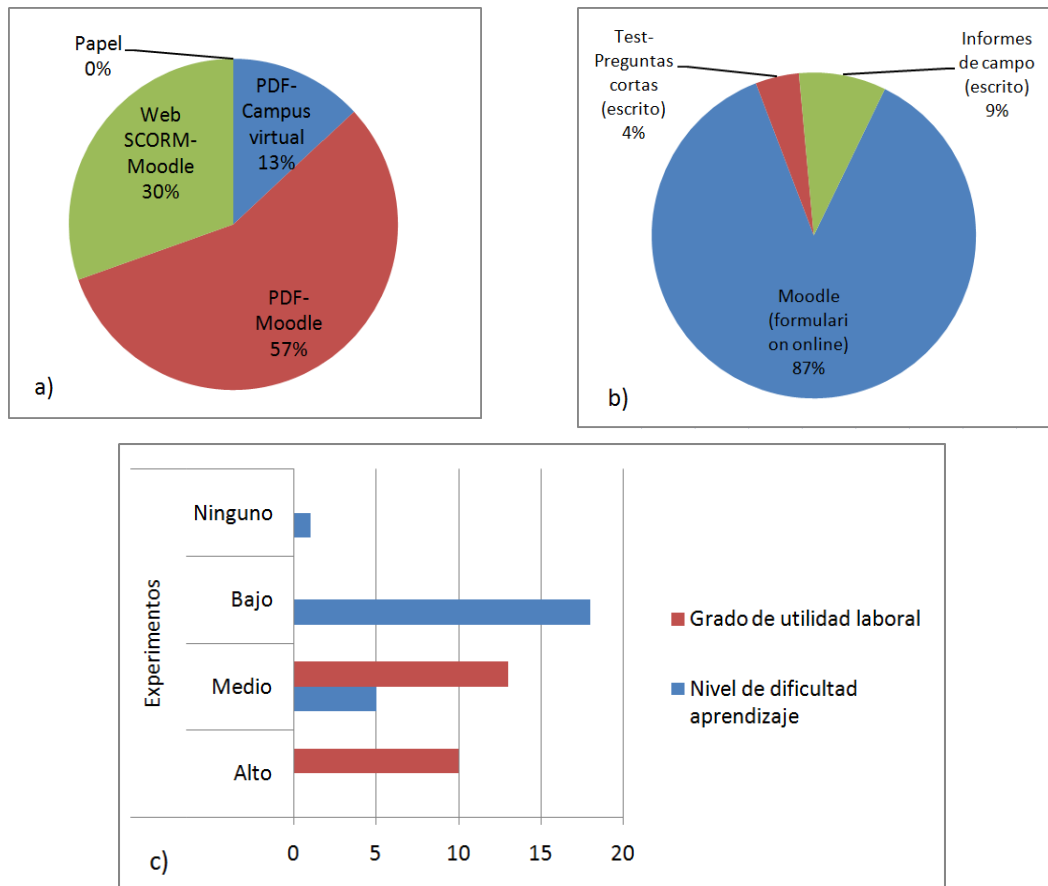 Papel
0%
PDF-
Campus
virtual
13%
Web
SCORM-
Moodle
30%
PDF-
Moodle
57%
a)
Test-
Preguntas
cortas
(escrito)
4%
Informes
de campo
(escrito)
9%
Moodle
(formulari
on online)
87%
b)
Experimentos
Ninguno
Bajo
Medio
Alto
0 5 10 15 20
Grado de utilidad laboral
Nivel de dificultad
aprendizaje
c)